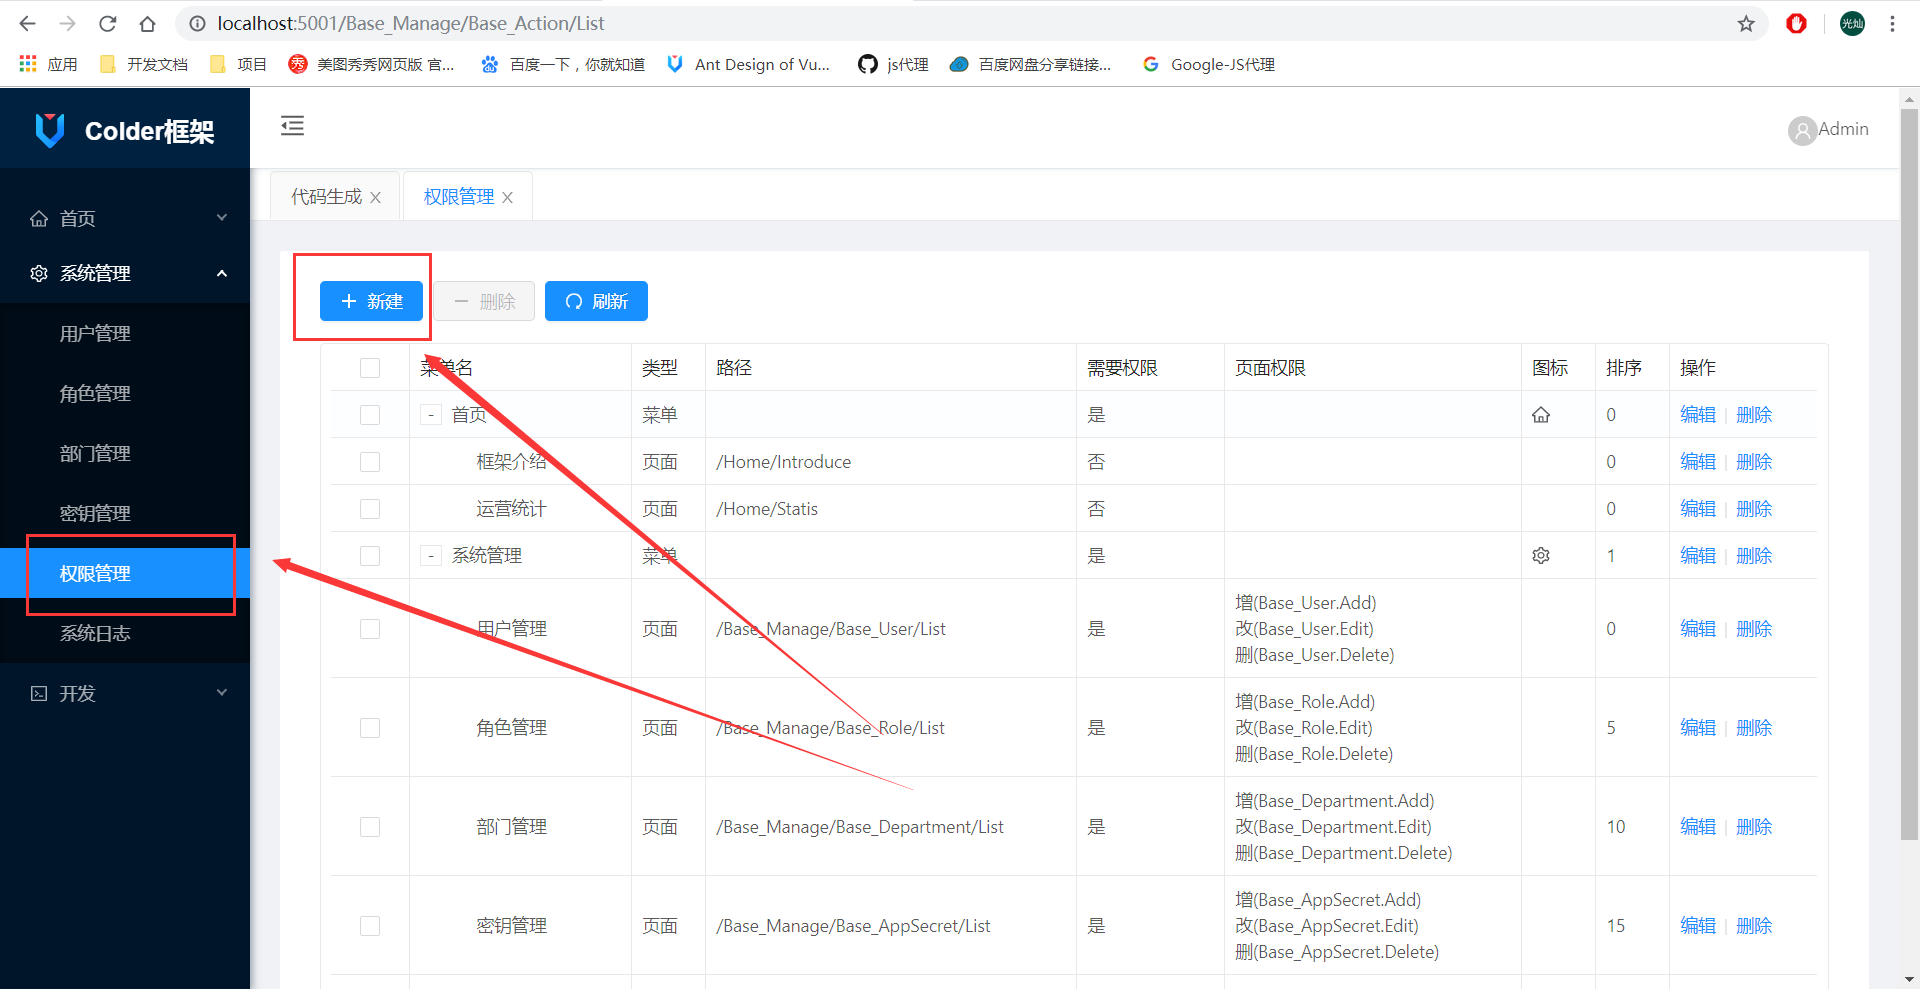 localhost:5001/Base_Manage/Base_Action/List
光灿
应用 开发文档 项目 秀 美图秀秀网页版 官... 百度一下，你就知道 Ant Design of Vu... js代理 百度网盘分享链接... Google-JS代理
Colder框架
Admin
代码生成 权限管理
首页
系统管理
用户管理
角色管理
部门管理
密钥管理
权限管理
系统日志
开发
+ 新建 − 删除 刷新
菜单名 类型 路径 需要权限 页面权限 图标 排序 操作
- 首页 菜单 是 0 编辑 | 删除
框架介绍 页面 /Home/Introduce 否 0 编辑 | 删除
运营统计 页面 /Home/Statis 否 0 编辑 | 删除
- 系统管理 菜单 是 1 编辑 | 删除
用户管理 页面 /Base_Manage/Base_User/List 是 增(Base_User.Add)
改(Base_User.Edit)
删(Base_User.Delete) 0 编辑 | 删除
角色管理 页面 /Base_Manage/Base_Role/List 是 增(Base_Role.Add)
改(Base_Role.Edit)
删(Base_Role.Delete) 5 编辑 | 删除
部门管理 页面 /Base_Manage/Base_Department/List 是 增(Base_Department.Add)
改(Base_Department.Edit)
删(Base_Department.Delete) 10 编辑 | 删除
密钥管理 页面 /Base_Manage/Base_AppSecret/List 是 增(Base_AppSecret.Add)
改(Base_AppSecret.Edit)
删(Base_AppSecret.Delete) 15 编辑 | 删除